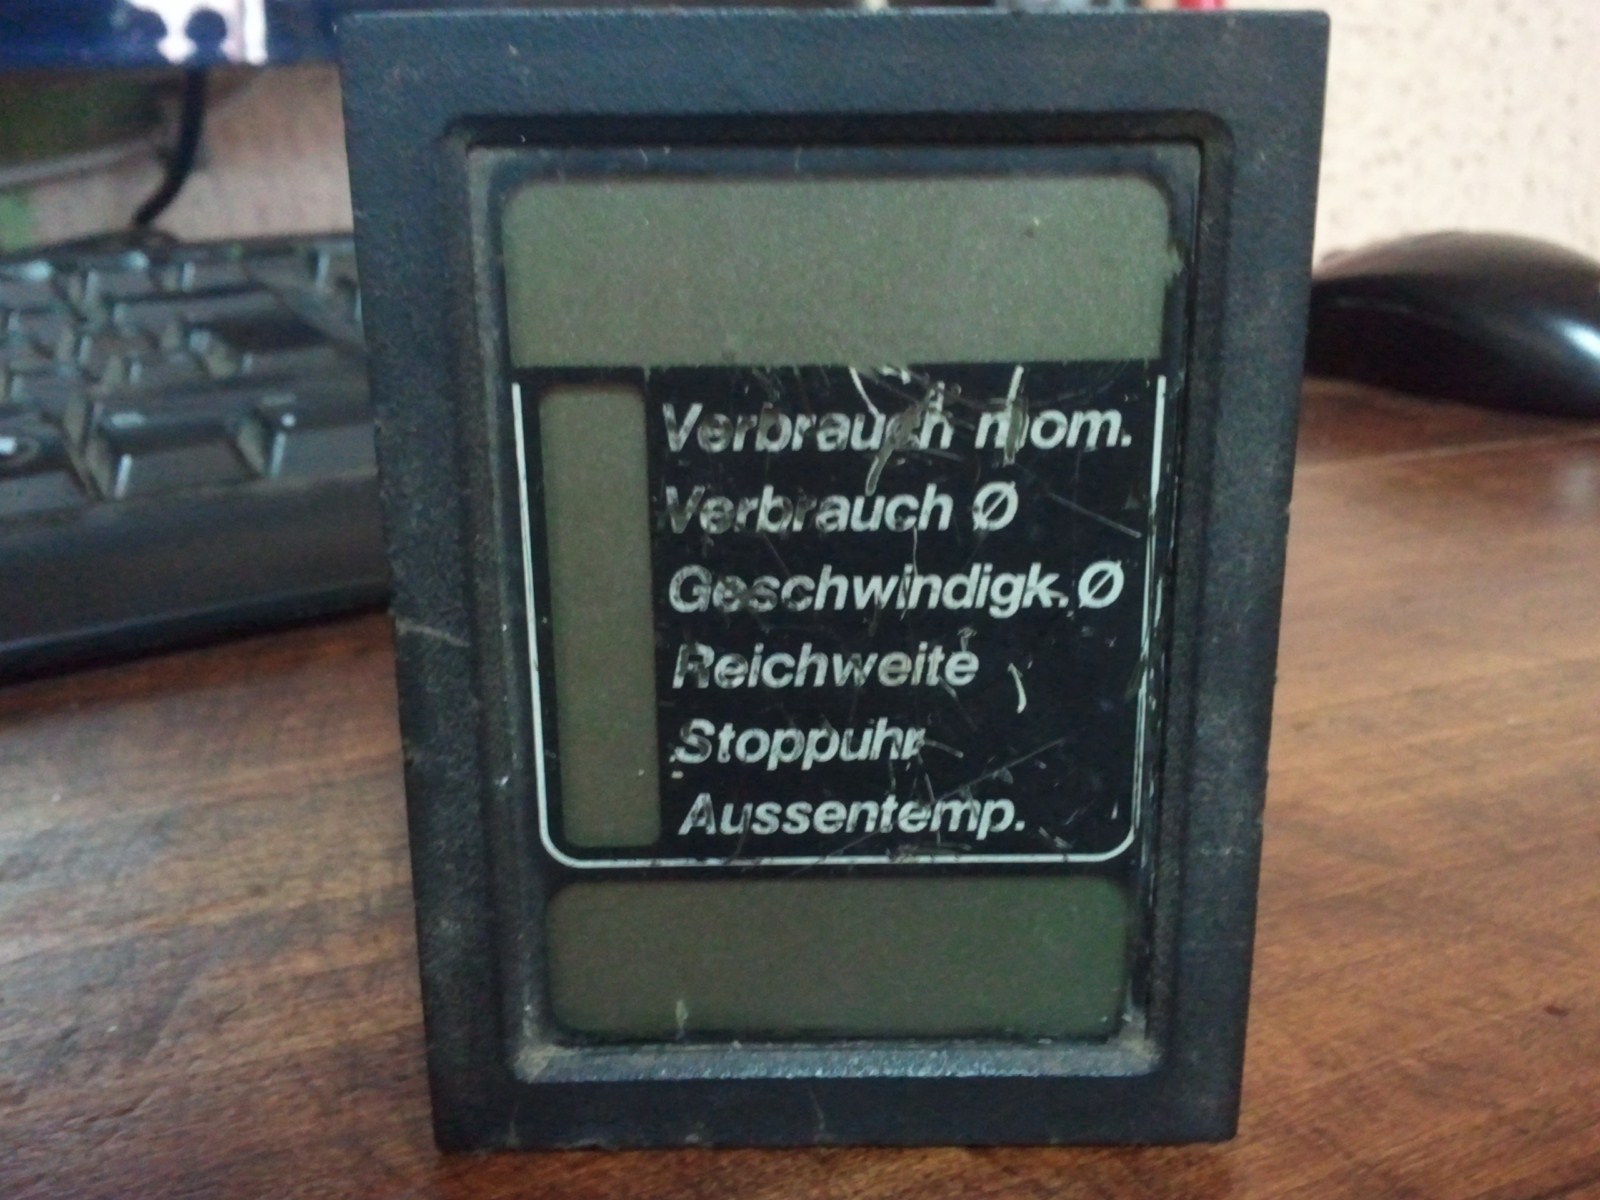 Verbrauch mom.
Verbrauch Ø
Geschwindigk. Ø
Reichweite
Stoppuhr
Aussentemp.